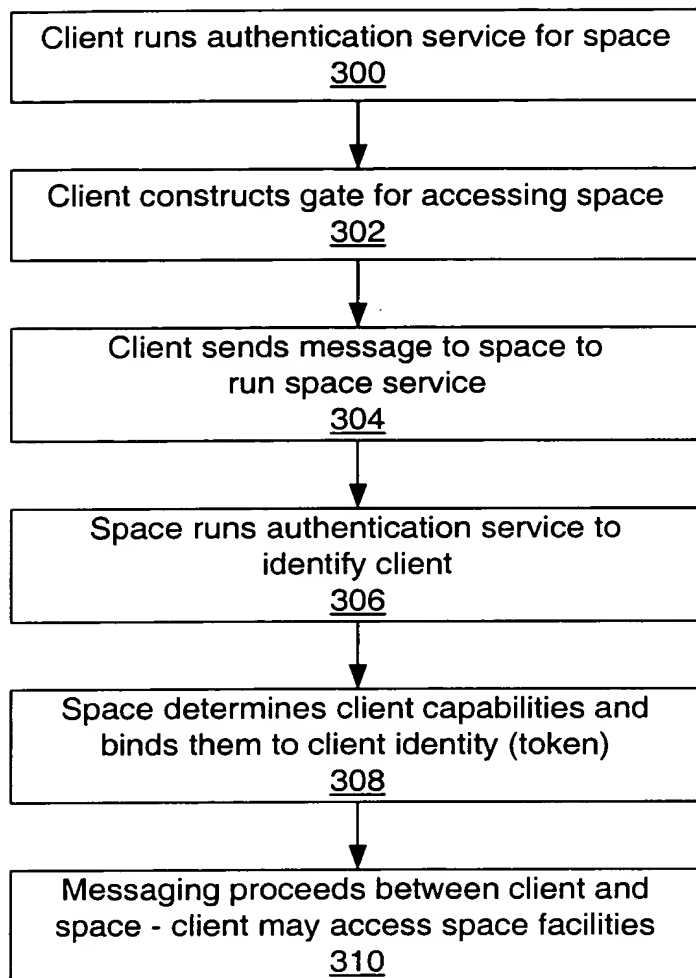 Client runs authentication service for space
300
Client constructs gate for accessing space
302
Client sends message to space to
run space service
304
Space runs authentication service to
identify client
306
Space determines client capabilities and
binds them to client identity (token)
308
Messaging proceeds between client and
space - client may access space facilities
310